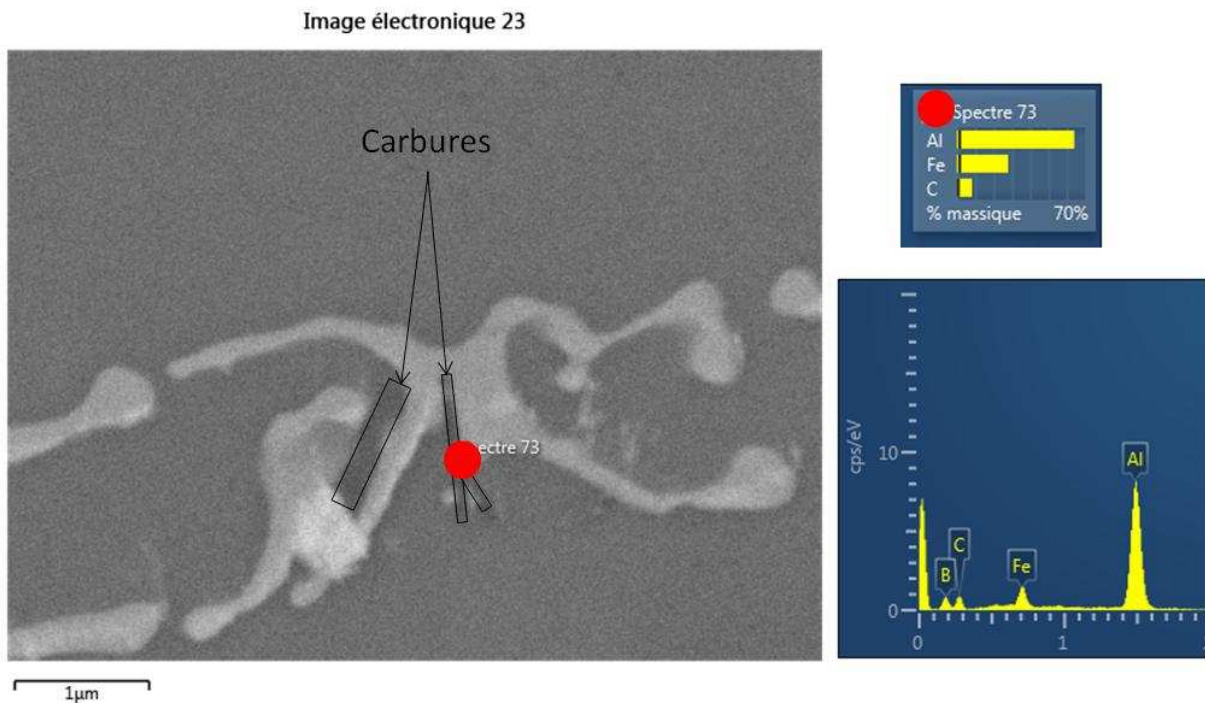 Image électronique 23
Carbures
ectre 73
1µm
Spectre 73
Al
Fe
C
% massique 70%
cps/eV
10
0
B
C
Fe
Al
0
1